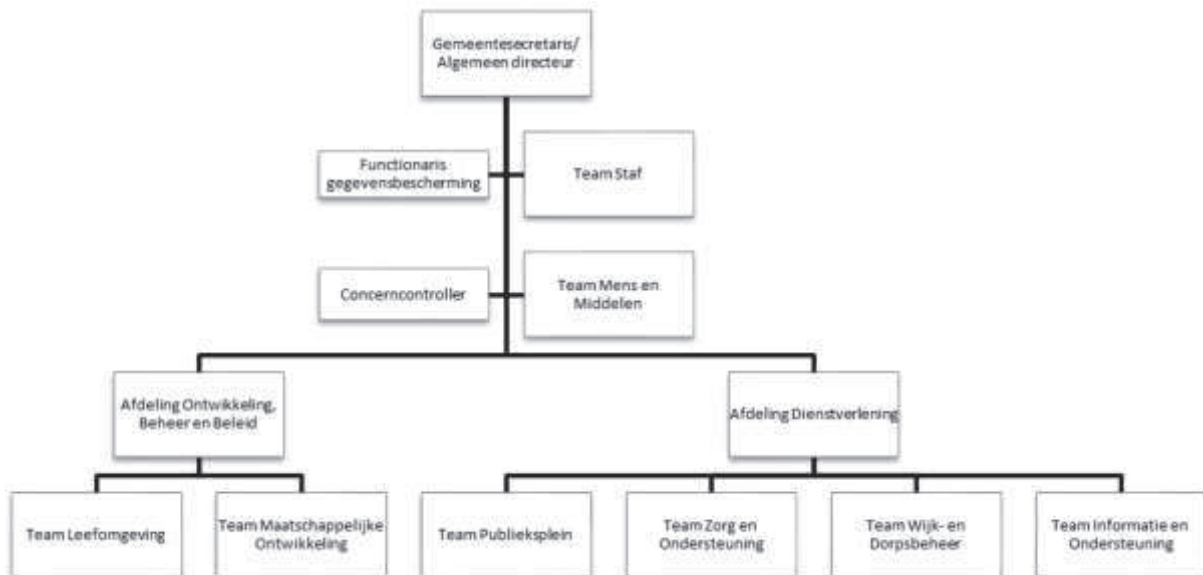 Gemeentesecretaris/
Algemeen directeur
Functionaris
gegevensbescherming
Team Staf
Concerncontroller
Team Mens en
Middelen
Afdeling Ontwikkeling,
Beheer en Beleid
Afdeling Dienstverlening
Team Leefomgeving
Team Maatschappelijke
Ontwikkeling
Team Publieksplein
Team Zorg en
Ondersteuning
Team Wijk- en
Dorpsbeheer
Team Informatie en
Ondersteuning